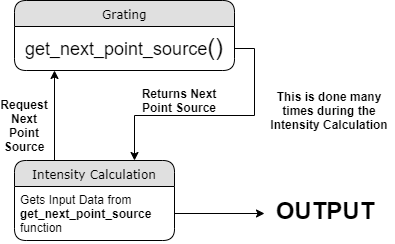 Grating
get_next_point_source()
Request
Next
Point
Source
Returns Next
Point Source
This is done many
times during the
Intensity Calculation
Intensity Calculation
Gets Input Data from
get_next_point_source
function
OUTPUT